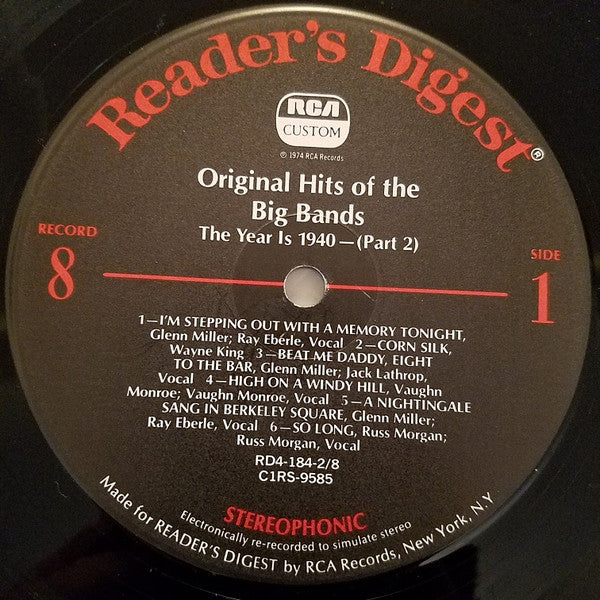 Reader's Digest®
RCA
CUSTOM
℗ 1974 RCA Records
Original Hits of the
Big Bands
The Year Is 1940—(Part 2)
RECORD
8
SIDE
1
1—I'M STEPPING OUT WITH A MEMORY TONIGHT,
Glenn Miller; Ray Eberle, Vocal 2—CORN SILK,
Wayne King 3—BEAT ME DADDY, EIGHT
TO THE BAR, Glenn Miller; Jack Lathrop,
Vocal 4—HIGH ON A WINDY HILL, Vaughn
Monroe; Vaughn Monroe, Vocal 5—A NIGHTINGALE
SANG IN BERKELEY SQUARE, Glenn Miller;
Ray Eberle, Vocal 6—SO LONG, Russ Morgan;
Russ Morgan, Vocal
RD4-184-2/8
C1RS-9585
STEREOPHONIC
Electronically re-recorded to simulate stereo
Made for READER'S DIGEST by RCA Records, New York, N.Y